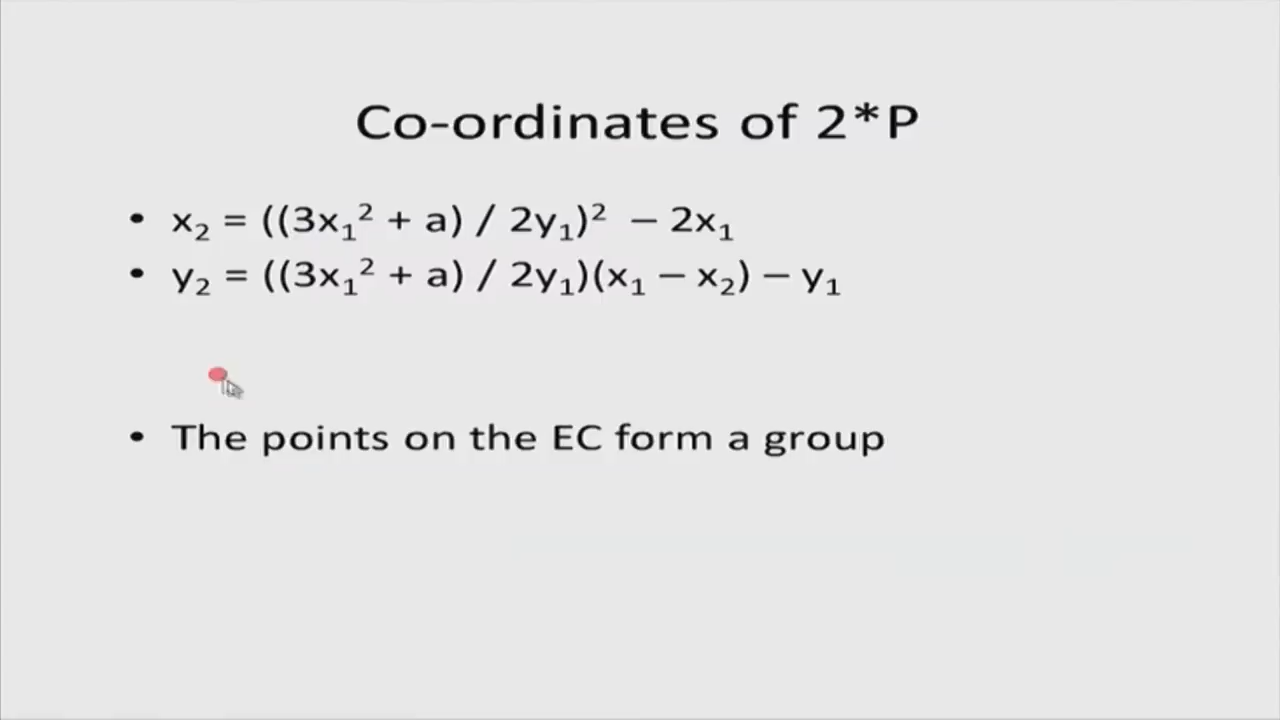 Co-ordinates of 2*P
• x₂ = ((3x₁² + a) / 2y₁)² – 2x₁
• y₂ = ((3x₁² + a) / 2y₁)(x₁ – x₂) – y₁
• The points on the EC form a group